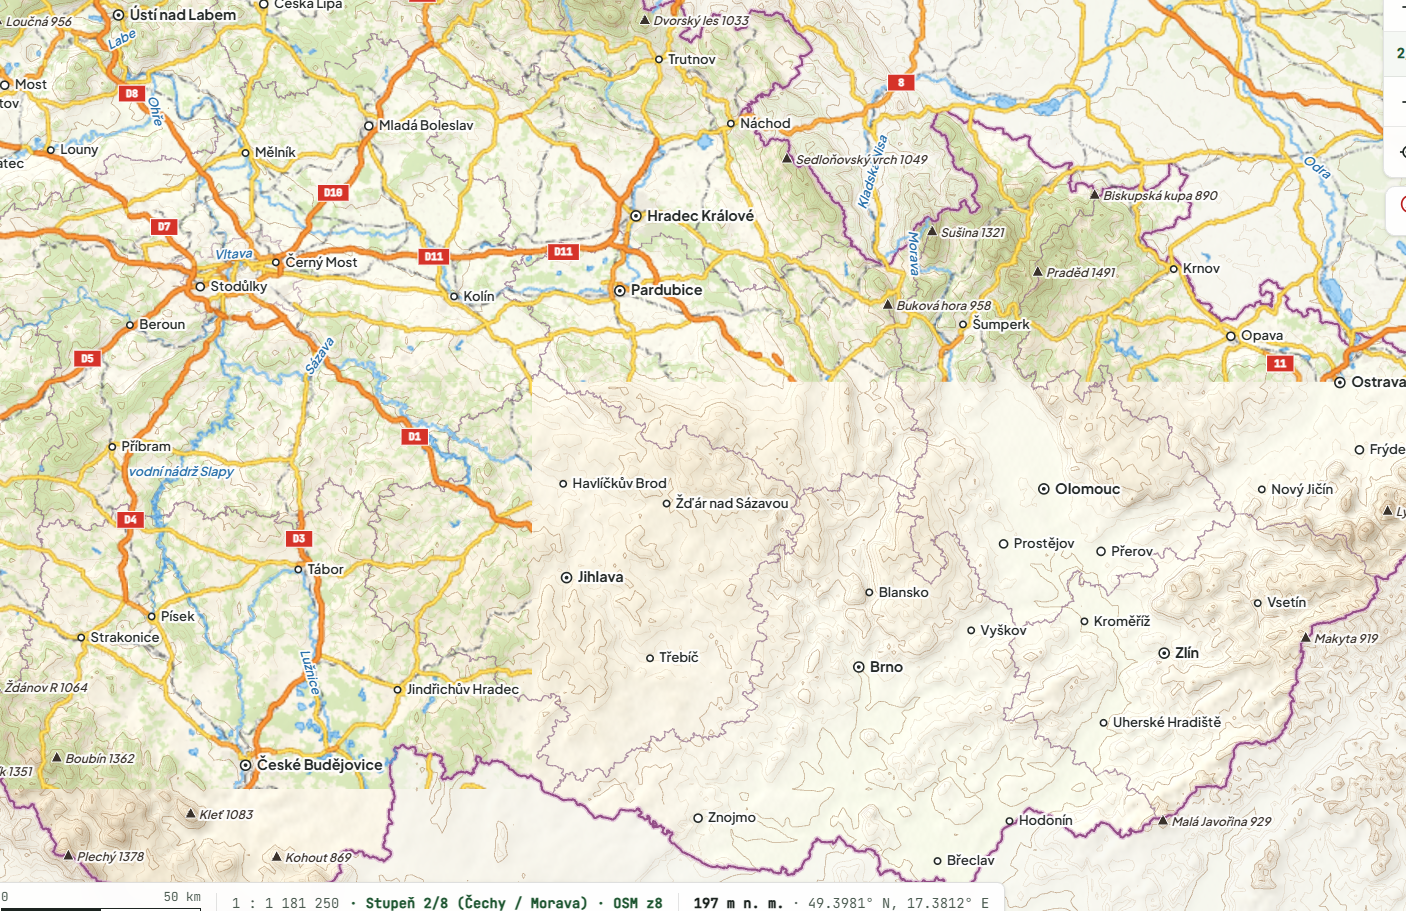 Loučná 956
Ústí nad Labem
Česká Lípa
Dvorský les 1033
2
Labe
Trutnov
Most
D8
8
tov
Ohře
Náchod
Mladá Boleslav
Louny
Mělník
Sedloňovský vrch 1049
Kladská Nisa
atec
Odra
D10
Biskupská kupa 890
D7
Hradec Králové
Sušina 1321
Vltava
D11
D11
Morava
Černý Most
Praděd 1491
Krnov
Stodůlky
Kolín
Pardubice
Buková hora 958
Beroun
Šumperk
Opava
D5
Sázava
11
Ostrava
D1
Příbram
Frýde
vodní nádrž Slapy
Havlíčkův Brod
Olomouc
Nový Jičín
Žďár nad Sázavou
Ly
D4
D3
Prostějov
Přerov
Tábor
Jihlava
Blansko
Vsetín
Písek
Kroměříž
Strakonice
Vyškov
Makyta 919
Zlín
Třebíč
Brno
Lužnice
Ždánov R 1064
Jindřichův Hradec
Uherské Hradiště
Boubín 1362
České Budějovice
k 1351
Kleť 1083
Znojmo
Hodonín
Malá Javořina 929
Plechý 1378
Kohout 869
Břeclav
0 50 km
1 : 1 181 250 · Stupeň 2/8 (Čechy / Morava) · OSM z8
197 m n. m. · 49.3981° N, 17.3812° E